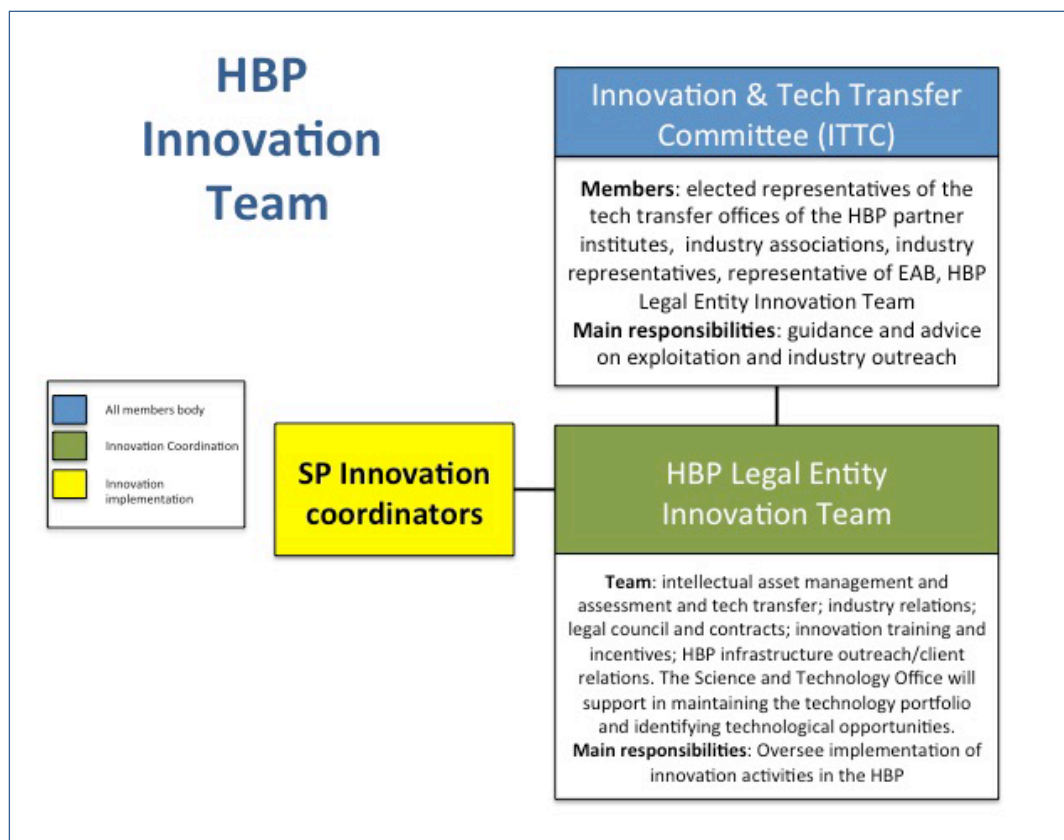 HBP
Innovation
Team
Innovation & Tech Transfer
Committee (ITTC)
Members: elected representatives of the
tech transfer offices of the HBP partner
institutes, industry associations, industry
representatives, representative of EAB, HBP
Legal Entity Innovation Team
Main responsibilities: guidance and advice
on exploitation and industry outreach
All members body
Innovation Coordination
Innovation
implementation
SP Innovation
coordinators
HBP Legal Entity
Innovation Team
Team: intellectual asset management and
assessment and tech transfer; industry relations;
legal council and contracts; innovation training and
incentives; HBP infrastructure outreach/client
relations. The Science and Technology Office will
support in maintaining the technology portfolio
and identifying technological opportunities.
Main responsibilities: Oversee implementation of
innovation activities in the HBP